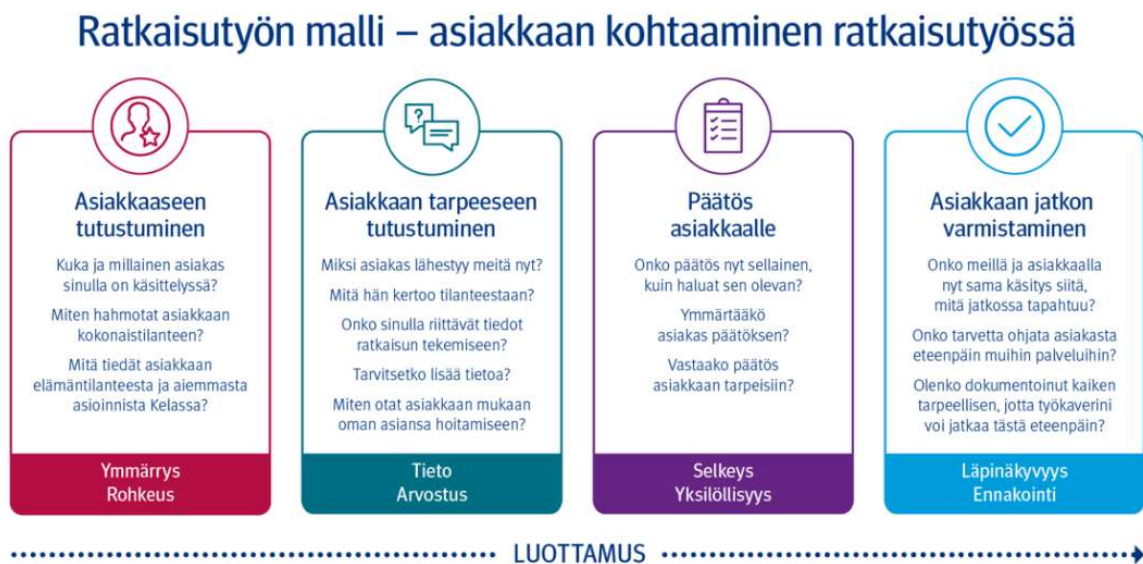 Ratkaisutyön malli – asiakkaan kohtaaminen ratkaisutyössä
Asiakkaaseen
tutustuminen
Kuka ja millainen asiakas
sinulla on käsittelyssä?
Miten hahmotat asiakkaan
kokonaistilanteen?
Mitä tiedät asiakkaan
elämäntilanteesta ja aiemmasta
asioinnista Kelassa?
Ymmärrys
Rohkeus
?
Asiakkaan tarpeeseen
tutustuminen
Miksi asiakas lähestyy meitä nyt?
Mitä hän kertoo tilanteestaan?
Onko sinulla riittävät tiedot
ratkaisun tekemiseen?
Tarvitsetko lisää tietoa?
Miten otat asiakkaan mukaan
oman asiansa hoitamiseen?
Tieto
Arvostus
Päätös
asiakkaalle
Onko päätös nyt sellainen,
kuin haluat sen olevan?
Ymmärtääkö
asiakas päätöksen?
Vastaako päätös
asiakkaan tarpeisiin?
Selkeys
Yksilöllisyys
Asiakkaan jatkon
varmistaminen
Onko meillä ja asiakkaalla
nyt sama käsitys siitä,
mitä jatkossa tapahtuu?
Onko tarvetta ohjata asiakasta
eteenpäin muihin palveluihin?
Olenko dokumentoinut kaiken
tarpeellisen, jotta työkaverini
voi jatkaa tästä eteenpäin?
Läpinäkyvyys
Ennakointi
LUOTTAMUS